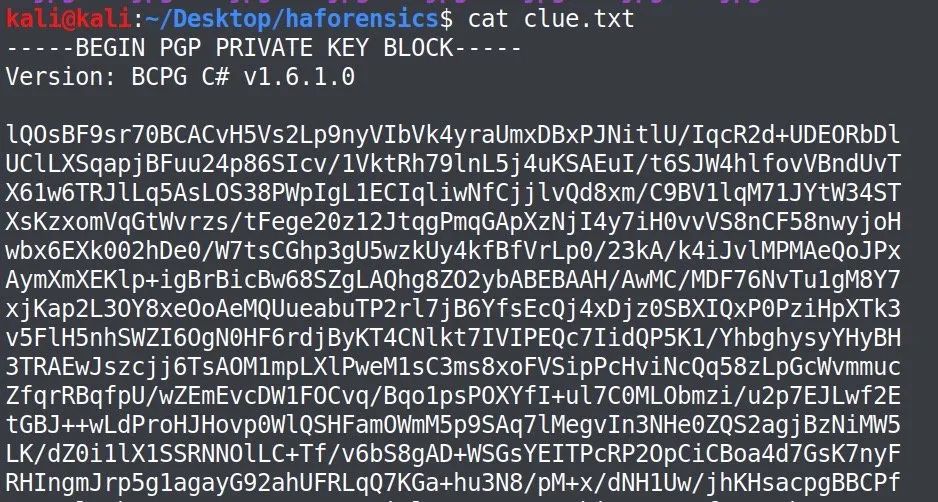 kali@kali:~/Desktop/haforensics$ cat clue.txt
-----BEGIN PGP PRIVATE KEY BLOCK-----
Version: BCPG C# v1.6.1.0
lQOsBF9sr70BCACvH5Vs2Lp9nyVIbVk4yraUmxDBxPJNitlU/IqcR2d+UDEORbDl
UClLXSqapjBFuu24p86SIcv/1VktRh79lnL5j4uKSAEuI/t6SJW4hlfovVBndUvT
X61w6TRJlLq5AsLOS38PWpIgL1ECIqliwNfCjjlvQd8xm/C9BV1lqM71JYtW34ST
XsKzxomVqGtWvrzs/tFege20z12JtqgPmqGApXzNjI4y7iH0vvVS8nCF58nwyjoH
wbx6EXk002hDe0/W7tsCGhp3gU5wzkUy4kfBfVrLp0/23kA/k4iJvlMPMAeQoJPx
AymXmXEKlp+igBrBicBw68SZgLAQhg8ZO2ybABEBAAH/AwMC/MDF76NvTu1gM8Y7
xjKap2L3OY8xeOoAeMQUueabuTP2rl7jB6YfsEcQj4xDjz0SBXIQxP0PziHpXTk3
v5FlH5nhSWZI6OgN0HF6rdjByKT4CNlkt7IVIPEQc7IidQP5K1/YhbghysyYHyBH
3TRAEwJszcjj6TsAOM1mpLXlPweM1sC3ms8xoFVSipPcHviNcQq58zLpGcWvmmuc
ZfqrRBqfpU/wZEmEvcDW1FOCvq/Bqo1psPOXYfI+ul7C0MLObmzi/u2p7EJLwf2E
tGBJ++wLdProHJHovp0WlQSHFamOWmM5p9SAq7lMegvIn3NHe0ZQS2agjBzNiMW5
LK/dZ0i1lX1SSRNNOlLC+Tf/v6bS8gAD+WSGsYEITPcRP2OpCiCBoa4d7GsK7nyF
RHIngmJrp5g1agayG92ahUFRLqQ7KGa+hu3N8/pM+x/dNH1Uw/jhKHsacpgBBCPf